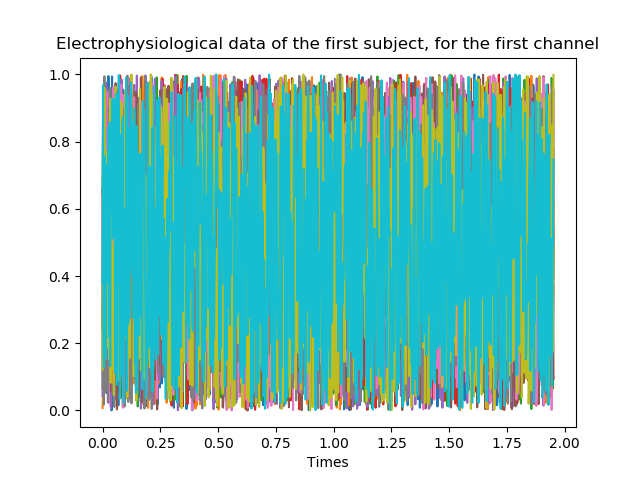 Electrophysiological data of the first subject, for the first channel
1.0
0.8
0.6
0.4
0.2
0.0
0.00 0.25 0.50 0.75 1.00 1.25 1.50 1.75 2.00
Times